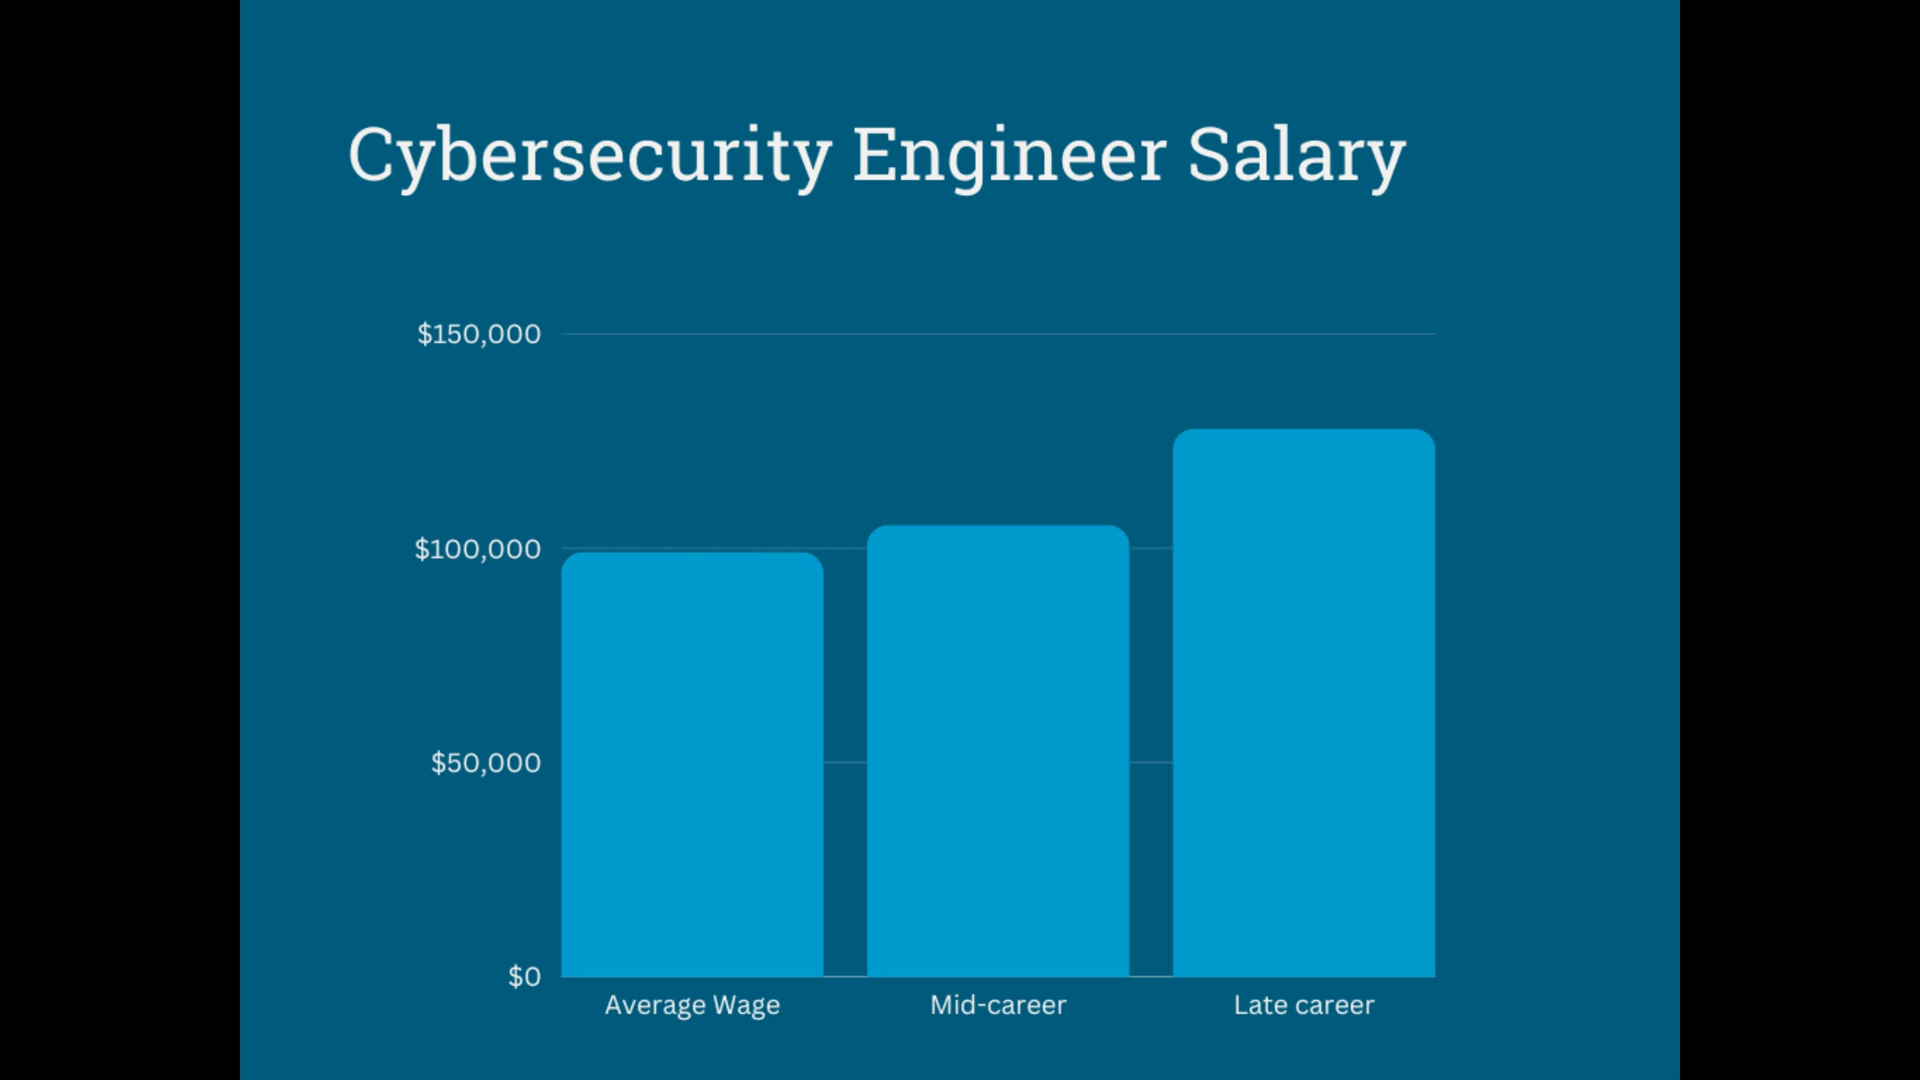 Cybersecurity Engineer Salary
$150,000
$100,000
$50,000
$0
Average Wage
Mid-career
Late career